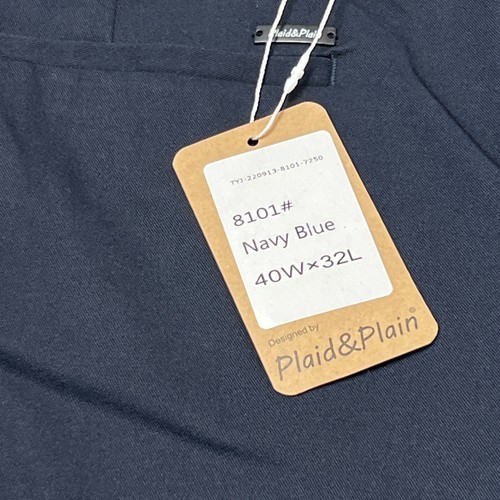 Plaid&Plain
TYJ-220913-8101-7250
8101#
Navy Blue
40W×32L
Designed by
Plaid&Plain®